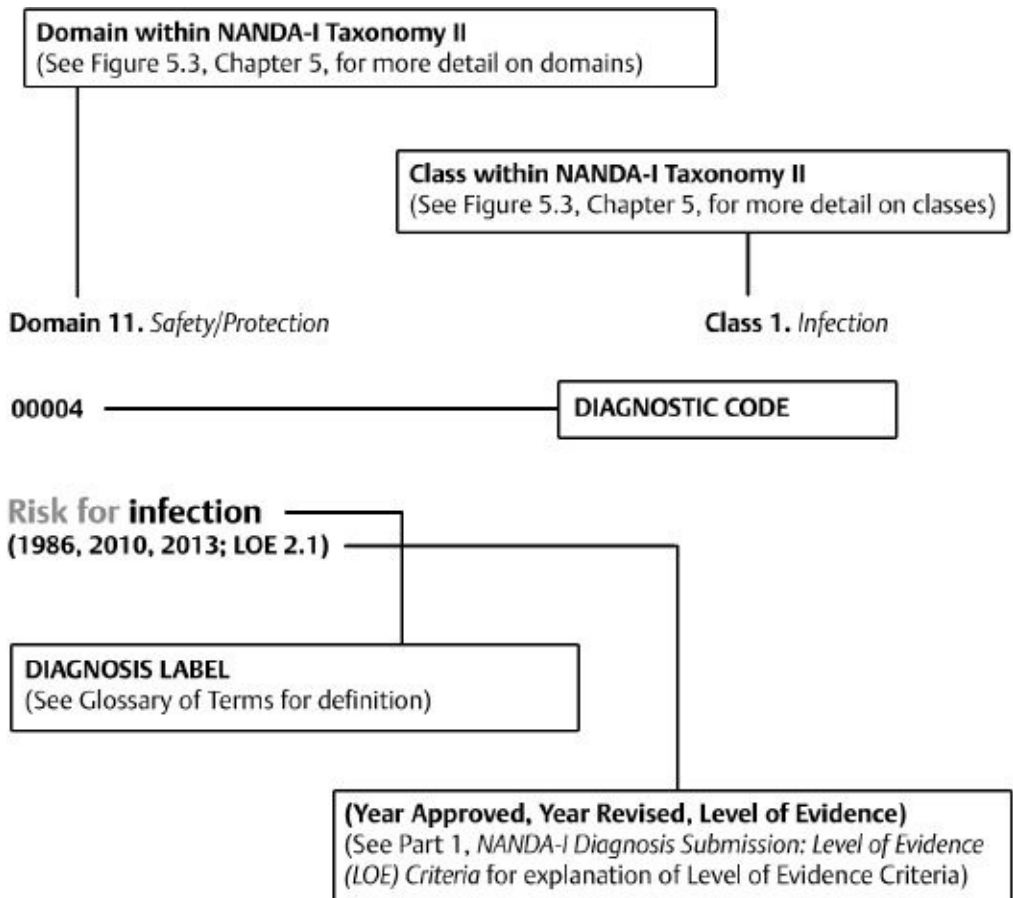 Domain within NANDA-I Taxonomy II
(See Figure 5.3, Chapter 5, for more detail on domains)
Class within NANDA-I Taxonomy II
(See Figure 5.3, Chapter 5, for more detail on classes)
Domain 11. Safety/Protection
Class 1. Infection
00004
DIAGNOSTIC CODE
Risk for infection
(1986, 2010, 2013; LOE 2.1)
DIAGNOSIS LABEL
(See Glossary of Terms for definition)
(Year Approved, Year Revised, Level of Evidence)
(See Part 1, NANDA-I Diagnosis Submission: Level of Evidence
(LOE) Criteria for explanation of Level of Evidence Criteria)